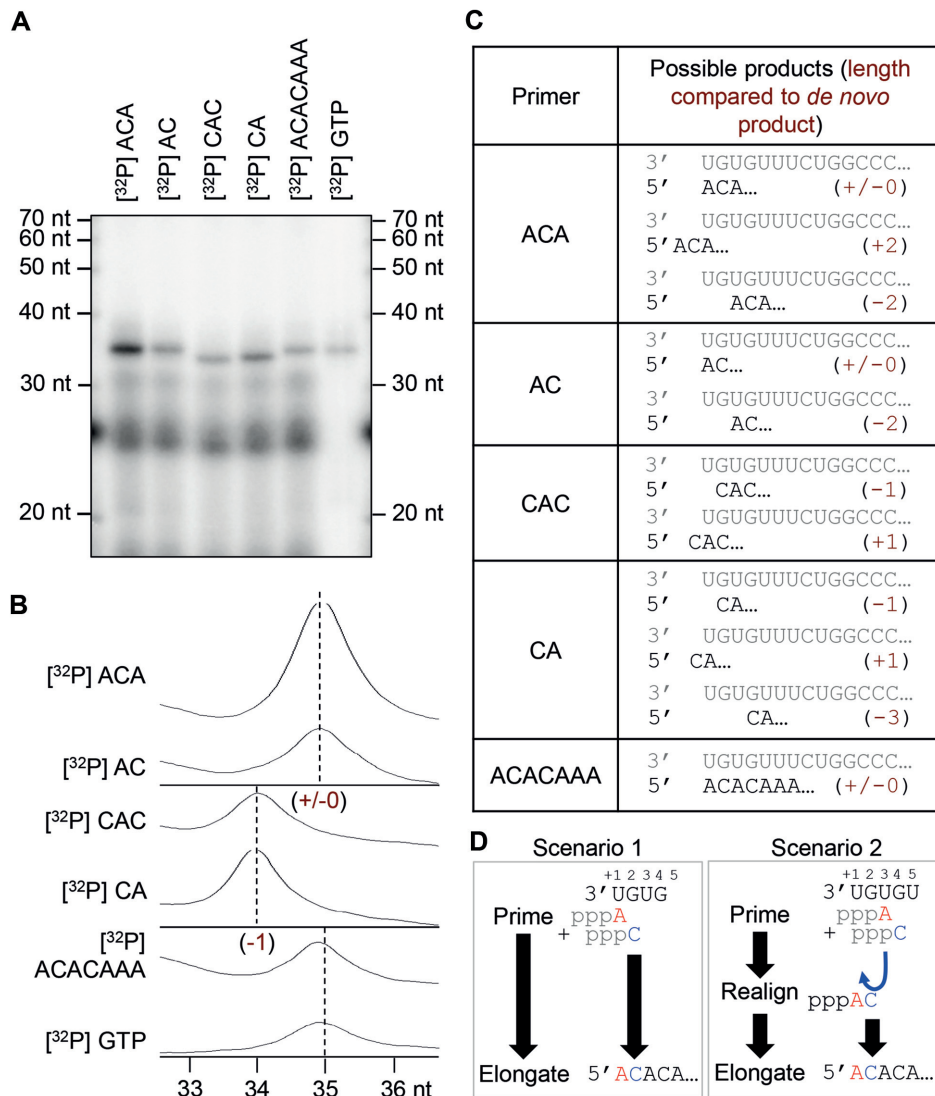 A
[³²P] ACA
[³²P] AC
[³²P] CAC
[³²P] CA
[³²P] ACACAAA
[³²P] GTP
70 nt
60 nt
50 nt
40 nt
30 nt
20 nt
70 nt
60 nt
50 nt
40 nt
30 nt
20 nt
B
[³²P] ACA
[³²P] AC
(+/-0)
[³²P] CAC
[³²P] CA
(-1)
[³²P]
ACACAAA
[³²P] GTP
33 34 35 36 nt
C
Primer
Possible products (length
compared to de novo
product)
ACA
3′ UGUGUUUCUGGCCC…
5′ ACA… (+/-0)
3′ UGUGUUUCUGGCCC…
5′ACA… (+2)
3′ UGUGUUUCUGGCCC…
5′ ACA… (-2)
AC
3′ UGUGUUUCUGGCCC…
5′ AC… (+/-0)
3′ UGUGUUUCUGGCCC…
5′ AC… (-2)
CAC
3′ UGUGUUUCUGGCCC…
5′ CAC… (-1)
3′ UGUGUUUCUGGCCC…
5′ CAC… (+1)
CA
3′ UGUGUUUCUGGCCC…
5′ CA… (-1)
3′ UGUGUUUCUGGCCC…
5′ CA… (+1)
3′ UGUGUUUCUGGCCC…
5′ CA… (-3)
ACACAAA
3′ UGUGUUUCUGGCCC…
5′ ACACAAA… (+/-0)
D
Scenario 1
+1 2 3 4 5
3′UGUG
Prime
pppA
+ pppC
Elongate
5′ACACA…
Scenario 2
+1 2 3 4 5
3′UGUGU
Prime
pppA
+ pppC
Realign
pppAC
Elongate
5′ACACA…